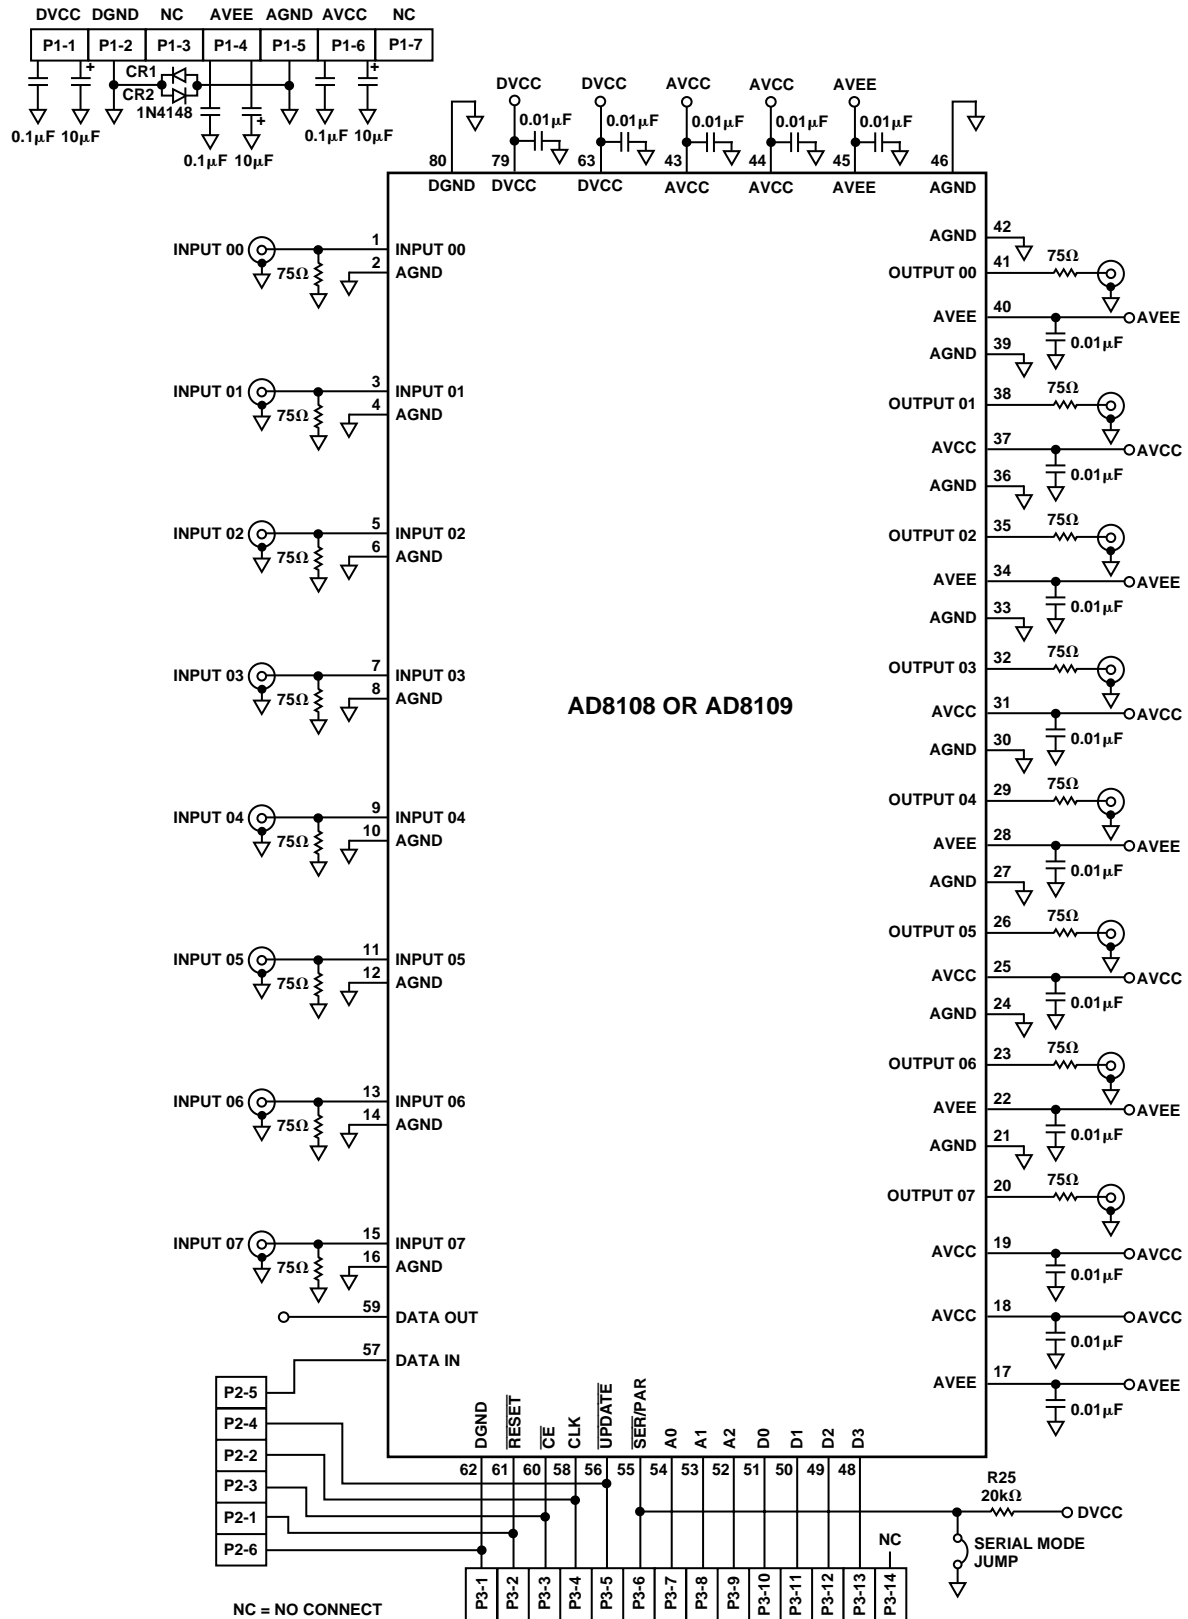 DVCC DGND NC AVEE AGND AVCC NC
P1-1 P1-2 P1-3 P1-4 P1-5 P1-6 P1-7
+ CR1 +
CR2
1N4148 +
0.1µF 10µF 0.1µF 10µF
0.1µF 10µF
DVCC DVCC AVCC AVCC AVEE
0.01µF 0.01µF 0.01µF 0.01µF 0.01µF
80 79 63 43 44 45 46
DGND DVCC DVCC AVCC AVCC AVEE AGND
INPUT 00 75Ω 1 INPUT 00
2 AGND
INPUT 01 75Ω 3 INPUT 01
4 AGND
INPUT 02 75Ω 5 INPUT 02
6 AGND
INPUT 03 75Ω 7 INPUT 03
8 AGND
INPUT 04 75Ω 9 INPUT 04
10 AGND
INPUT 05 75Ω 11 INPUT 05
12 AGND
INPUT 06 75Ω 13 INPUT 06
14 AGND
INPUT 07 75Ω 15 INPUT 07
16 AGND
59 DATA OUT
57 DATA IN
AD8108 OR AD8109
AGND 42
OUTPUT 00 41 75Ω
AVEE 40 AVEE
0.01µF
AGND 39
OUTPUT 01 38 75Ω
AVCC 37 AVCC
0.01µF
AGND 36
OUTPUT 02 35 75Ω
AVEE 34 AVEE
0.01µF
AGND 33
OUTPUT 03 32 75Ω
AVCC 31 AVCC
0.01µF
AGND 30
OUTPUT 04 29 75Ω
AVEE 28 AVEE
0.01µF
AGND 27
OUTPUT 05 26 75Ω
AVCC 25 AVCC
0.01µF
AGND 24
OUTPUT 06 23 75Ω
AVEE 22 AVEE
0.01µF
AGND 21
OUTPUT 07 20 75Ω
AVCC 19 AVCC
0.01µF
AVCC 18 AVCC
0.01µF
AVEE 17 AVEE
0.01µF
P2-5
P2-4
P2-2
P2-3
P2-1
P2-6
DGND RESET CE CLK UPDATE SER/PAR A0 A1 A2 D0 D1 D2 D3
62 61 60 58 56 55 54 53 52 51 50 49 48
R25
20kΩ
DVCC
SERIAL MODE
JUMP
NC
P3-1 P3-2 P3-3 P3-4 P3-5 P3-6 P3-7 P3-8 P3-9 P3-10 P3-11 P3-12 P3-13 P3-14
NC = NO CONNECT